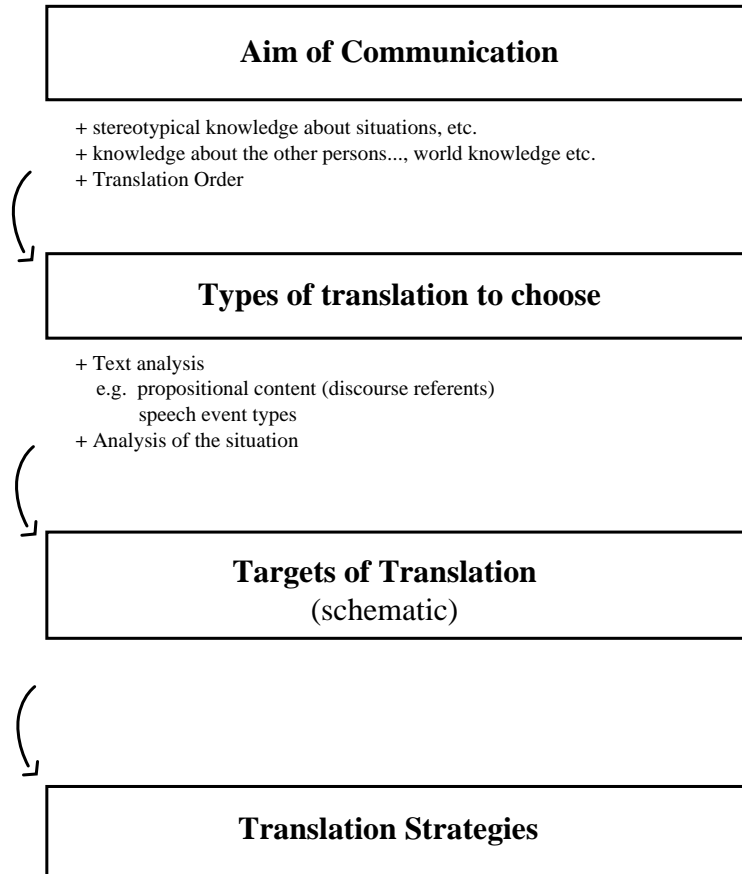 Aim of Communication
+ stereotypical knowledge about situations, etc.
+ knowledge about the other persons..., world knowledge etc.
+ Translation Order
Types of translation to choose
+ Text analysis
e.g. propositional content (discourse referents)
speech event types
+ Analysis of the situation
Targets of Translation
(schematic)
Translation Strategies